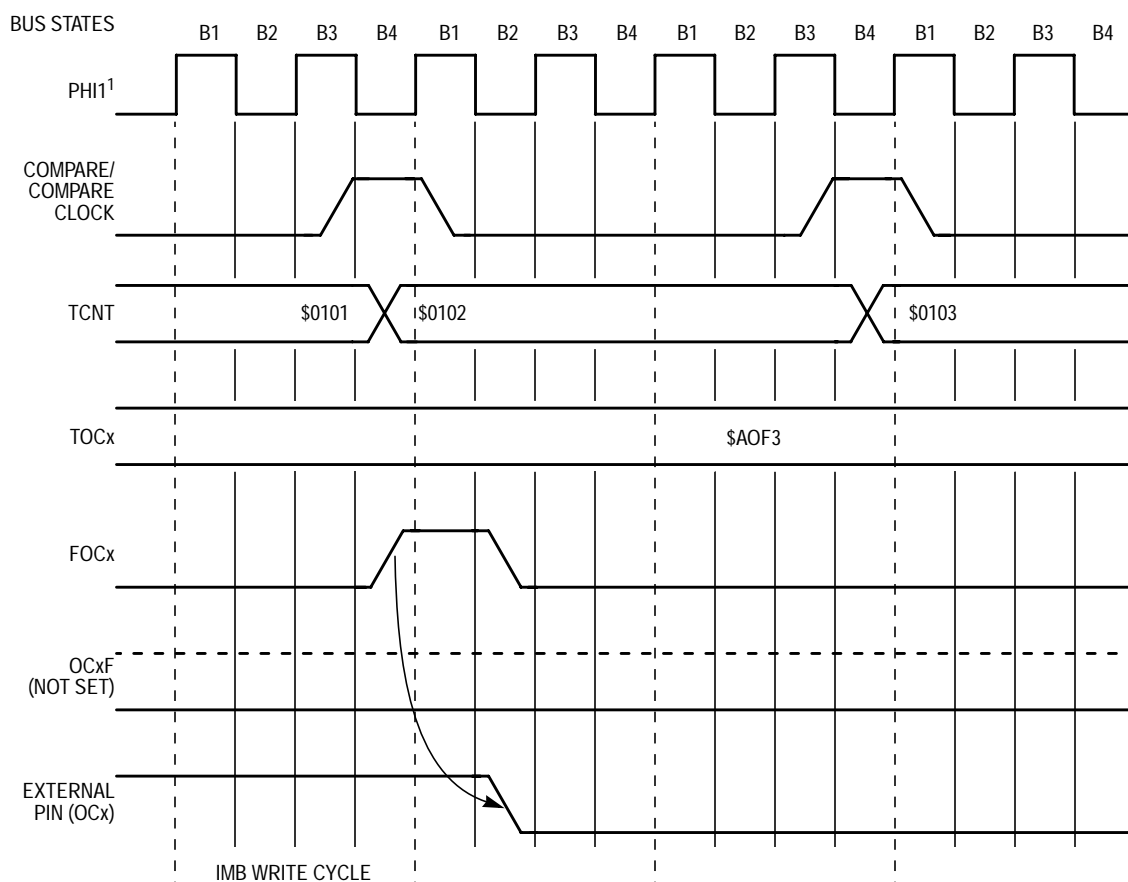 BUS STATES
B1 B2 B3 B4 B1 B2 B3 B4 B1 B2 B3 B4 B1 B2 B3 B4
PHI1¹
COMPARE/
COMPARE
CLOCK
TCNT
$0101 $0102 $0103
TOCx
$AOF3
FOCx
OCxF
(NOT SET)
EXTERNAL
PIN (OCx)
IMB WRITE CYCLE